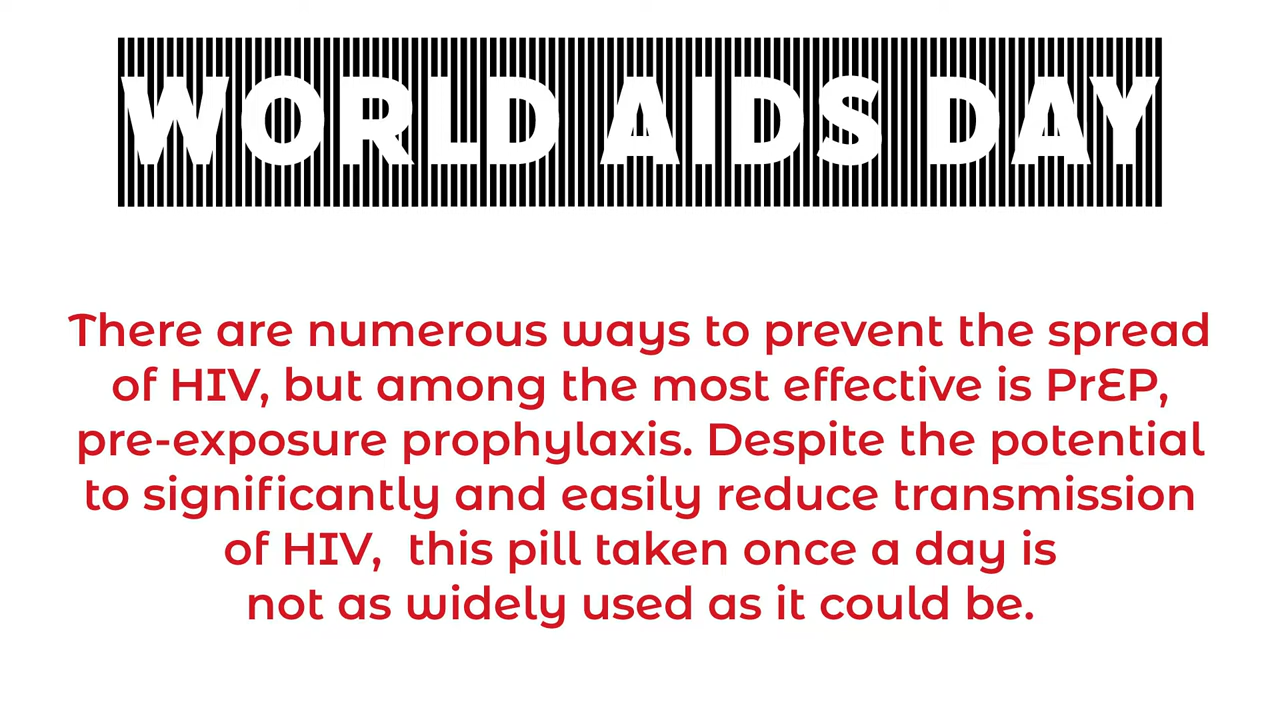 WORLD AIDS DAY
There are numerous ways to prevent the spread
of HIV, but among the most effective is PrEP,
pre-exposure prophylaxis. Despite the potential
to significantly and easily reduce transmission
of HIV,  this pill taken once a day is
not as widely used as it could be.